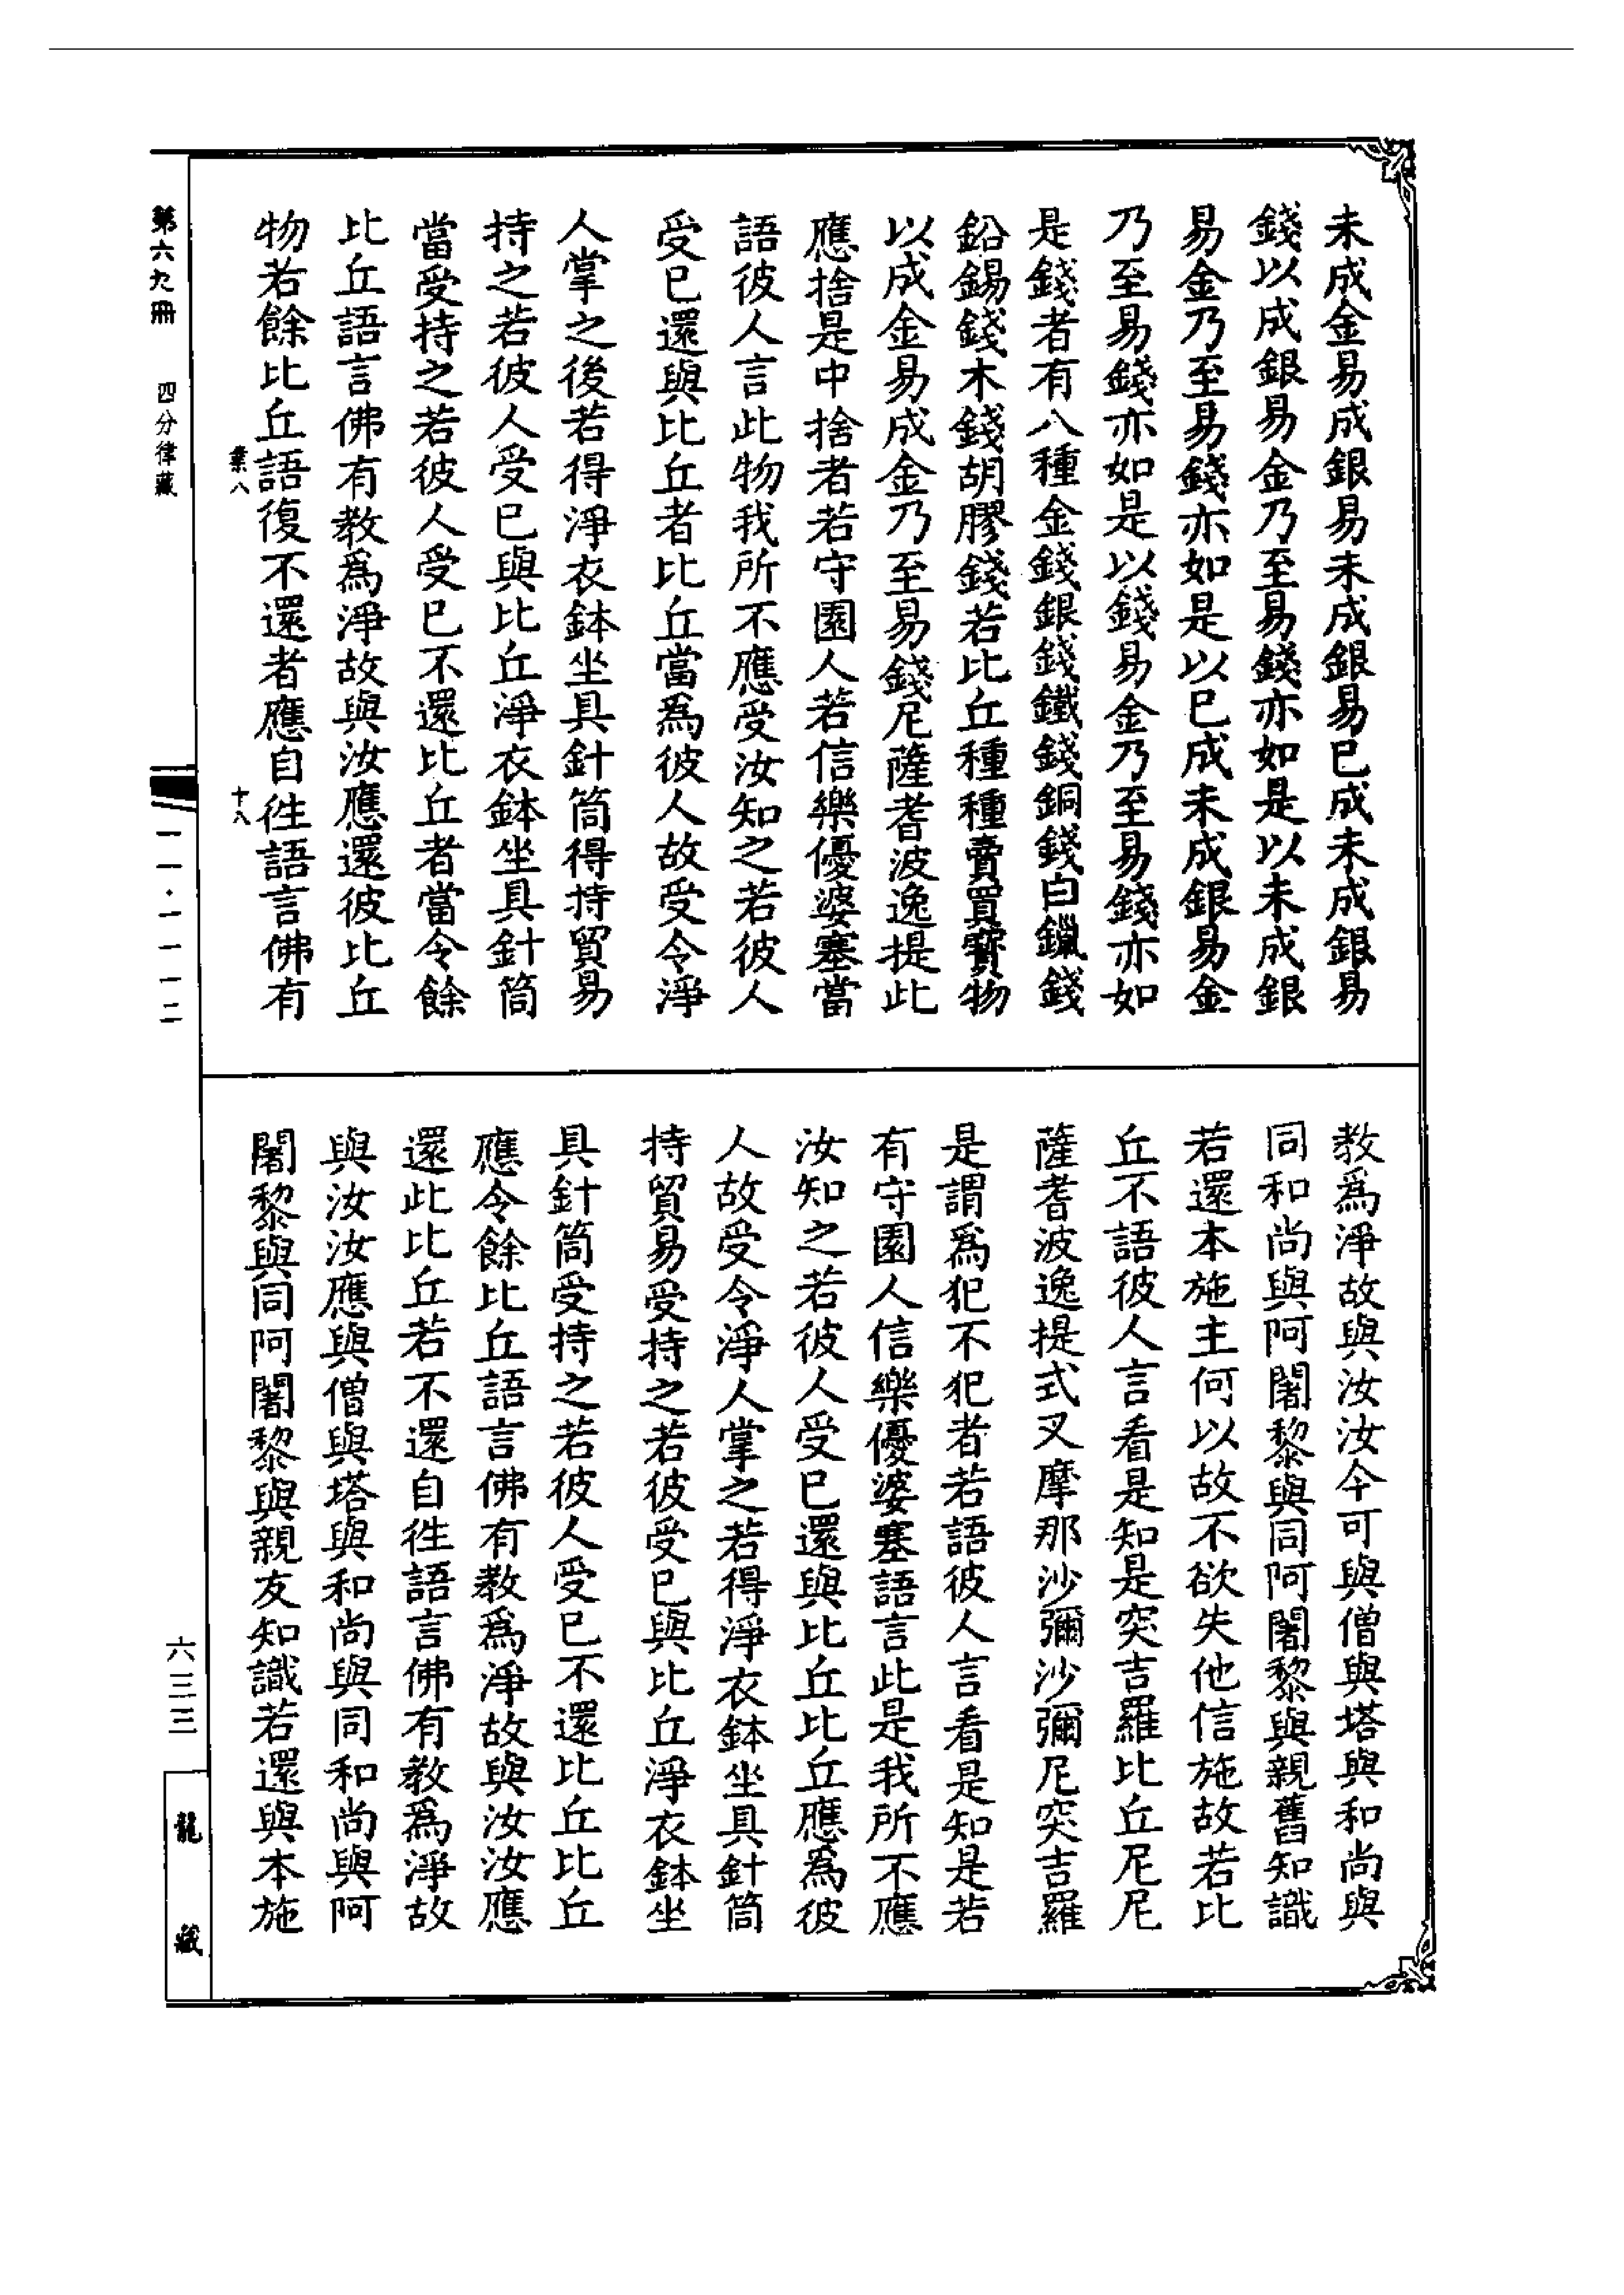 未成金易成銀易未成銀易已成未成銀易
錢以成銀易金乃至易錢亦如是以未成銀
易金乃至易錢亦如是以已成未成銀易金
乃至易錢亦如是以錢易金乃至易錢亦如
是錢者有八種金錢銀錢鐵錢銅錢白鑞錢
鉛錫錢木錢胡膠錢若比丘種種賣買寶物
以成金易成金乃至易錢尼薩耆波逸提此
應捨是中捨者若守園人若信樂優婆塞當
語彼人言此物我所不應受汝知之若彼人
受已還與比丘者比丘當為彼人故受令淨
人掌之後若得淨衣鉢坐具針筒得持貿易
持之若彼人受已與比丘淨衣鉢坐具針筒
當受持之若彼人受已不還比丘者當令餘
比丘語言佛有教爲淨故與汝應還彼比丘
物若餘比丘語復不還者應自往語言佛有
教爲淨故與汝汝今可與僧與塔與和尚與
同和尚與阿闍黎與同阿闍黎與親舊知識
若還本施主何以故不欲失他信施故若比
丘不語彼人言看是知是突吉羅比丘尼尼
薩耆波逸提式叉摩那沙彌沙彌尼突吉羅
是謂爲犯不犯者若語彼人言看是知是若
有守園人信樂優婆塞語言此是我所不應
汝知之若彼人受已還與比丘比丘應爲彼
人故受令淨人掌之若得淨衣鉢坐具針筒
持貿易受持之若彼受已與比丘淨衣鉢坐
具針筒受持之若彼人受已不還比丘比丘
應令餘比丘語言佛有教爲淨故與汝汝應
還此比丘若不還自往語言佛有教爲淨故
與汝汝應與僧與塔與和尚與同和尚與阿
闍黎與同阿闍黎與親友知識若還與本施
第六九冊 四分律藏
業八 十八
一一·一一一二
六三三
龍藏